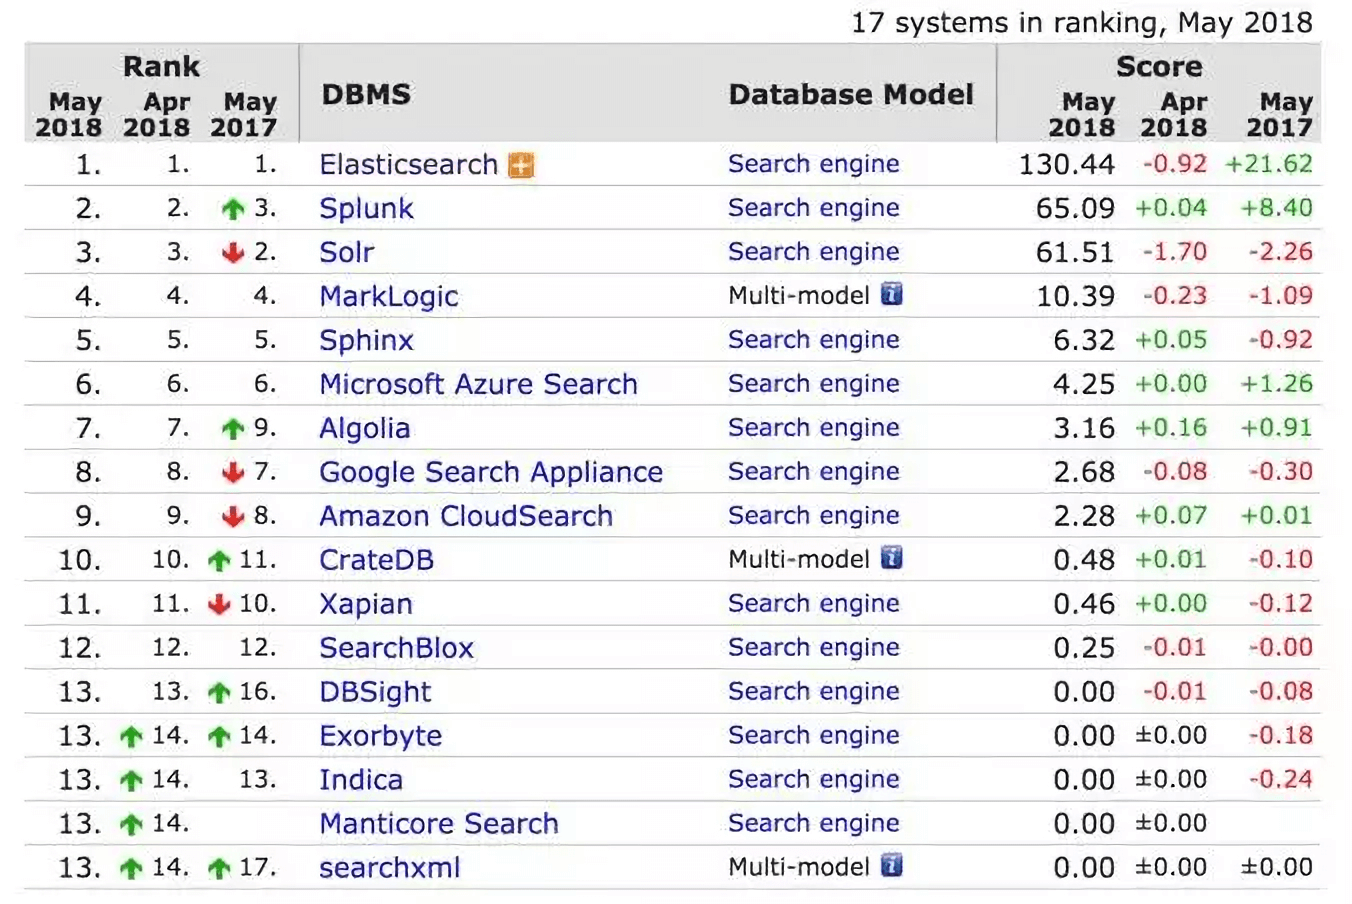 17 systems in ranking, May 2018
Rank DBMS Database Model Score
May 2018 Apr 2018 May 2017 May 2018 Apr 2018 May 2017
1. 1. 1. Elasticsearch Search engine 130.44 -0.92 +21.62
2. 2. 3. Splunk Search engine 65.09 +0.04 +8.40
3. 3. 2. Solr Search engine 61.51 -1.70 -2.26
4. 4. 4. MarkLogic Multi-model i 10.39 -0.23 -1.09
5. 5. 5. Sphinx Search engine 6.32 +0.05 -0.92
6. 6. 6. Microsoft Azure Search Search engine 4.25 +0.00 +1.26
7. 7. 9. Algolia Search engine 3.16 +0.16 +0.91
8. 8. 7. Google Search Appliance Search engine 2.68 -0.08 -0.30
9. 9. 8. Amazon CloudSearch Search engine 2.28 +0.07 +0.01
10. 10. 11. CrateDB Multi-model i 0.48 +0.01 -0.10
11. 11. 10. Xapian Search engine 0.46 +0.00 -0.12
12. 12. 12. SearchBlox Search engine 0.25 -0.01 -0.00
13. 13. 16. DBSight Search engine 0.00 -0.01 -0.08
13. 14. 14. Exorbyte Search engine 0.00 ±0.00 -0.18
13. 14. 13. Indica Search engine 0.00 ±0.00 -0.24
13. 14. Manticore Search Search engine 0.00 ±0.00
13. 14. 17. searchxml Multi-model i 0.00 ±0.00 ±0.00